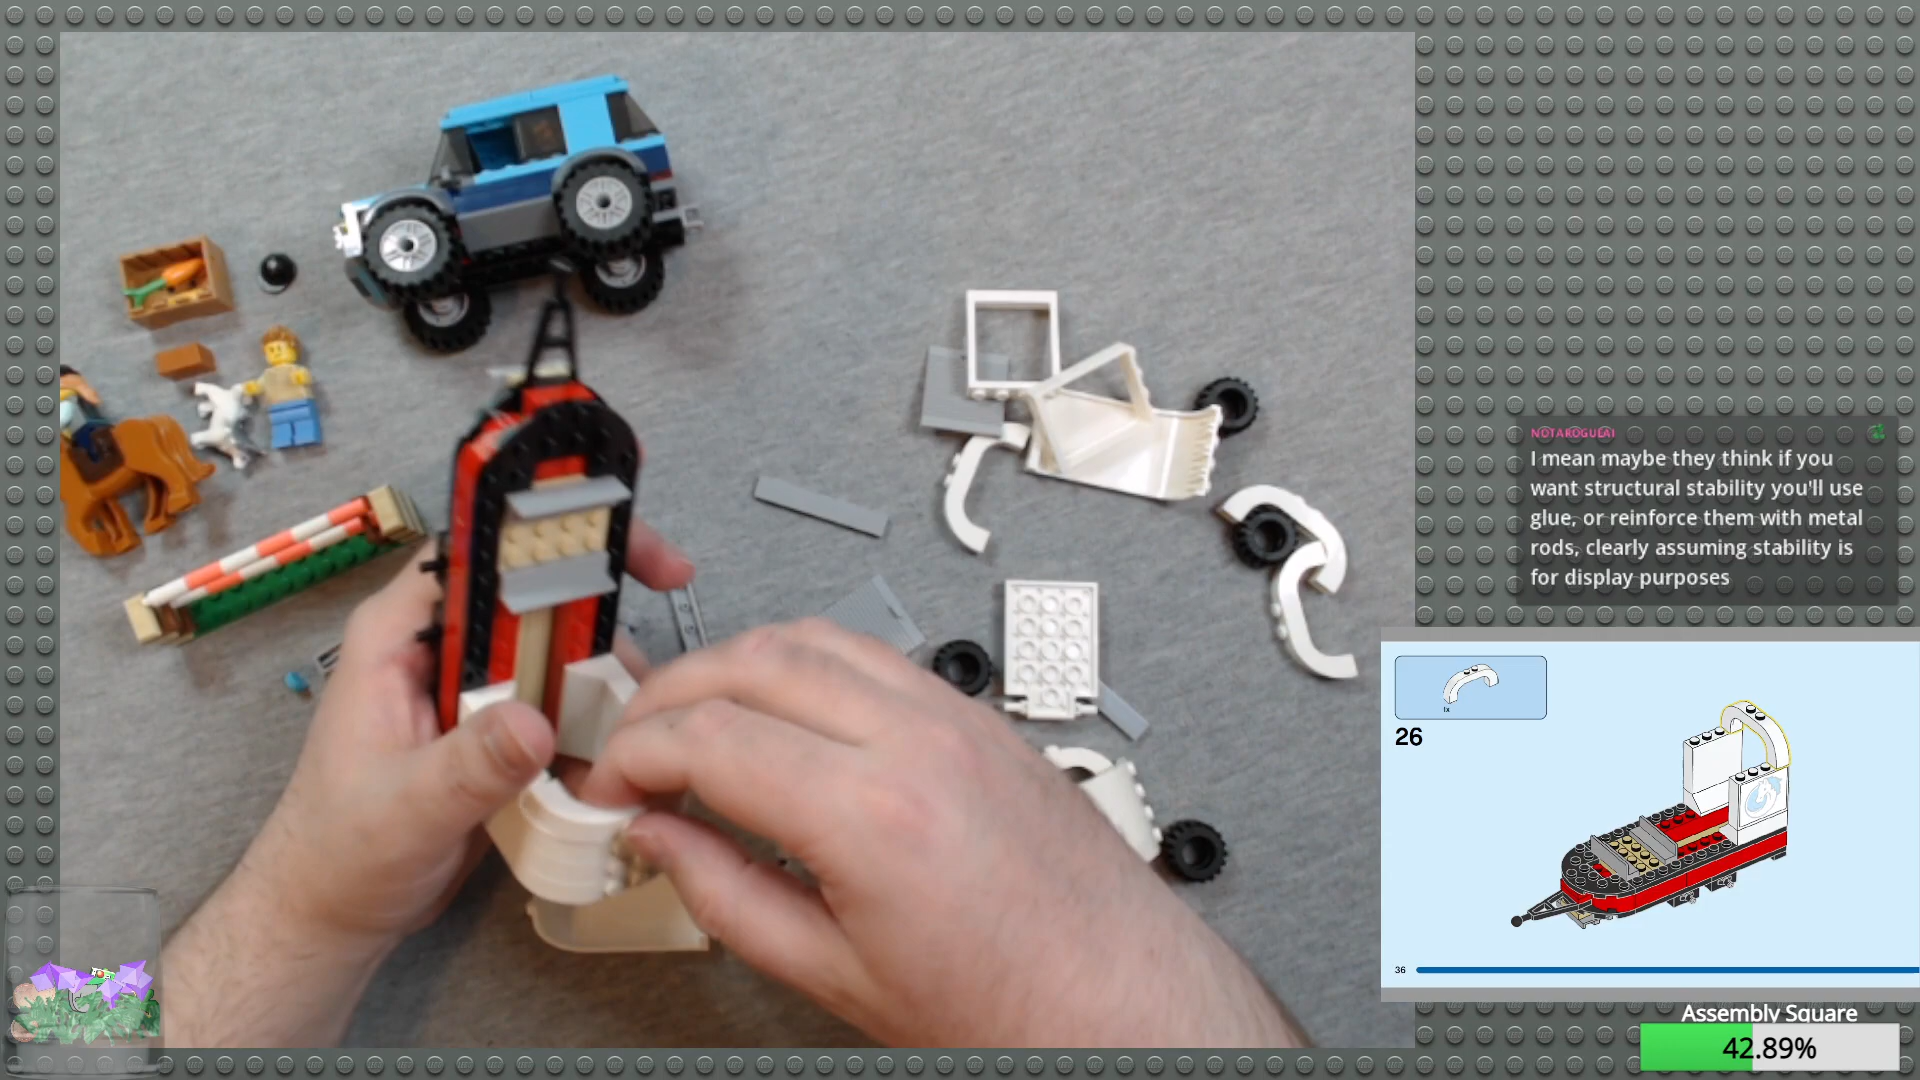 NOTAROGULAI
I mean maybe they think if you
want structural stability you'll use
glue, or reinforce them with metal
rods, clearly assuming stability is
for display purposes
1x
26
36
Assembly Square
42.89%